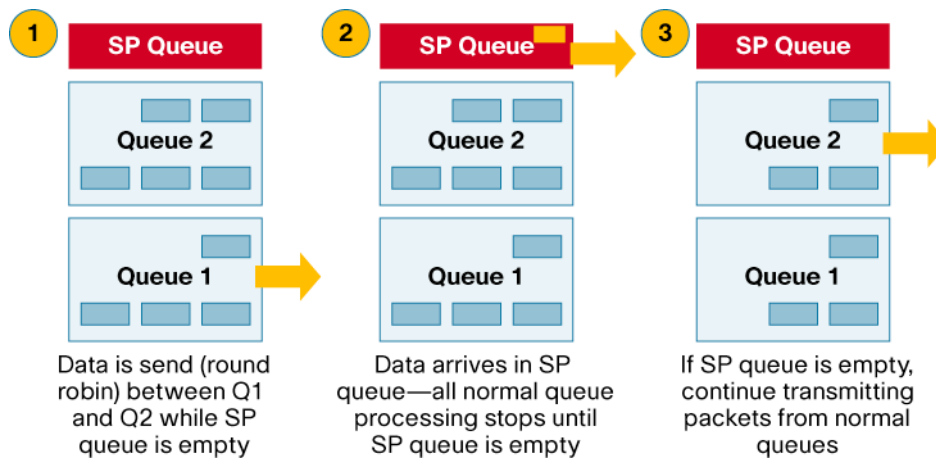 1
SP Queue
Queue 2
Queue 1
Data is send (round
robin) between Q1
and Q2 while SP
queue is empty
2
SP Queue
Queue 2
Queue 1
Data arrives in SP
queue—all normal queue
processing stops until
SP queue is empty
3
SP Queue
Queue 2
Queue 1
If SP queue is empty,
continue transmitting
packets from normal
queues